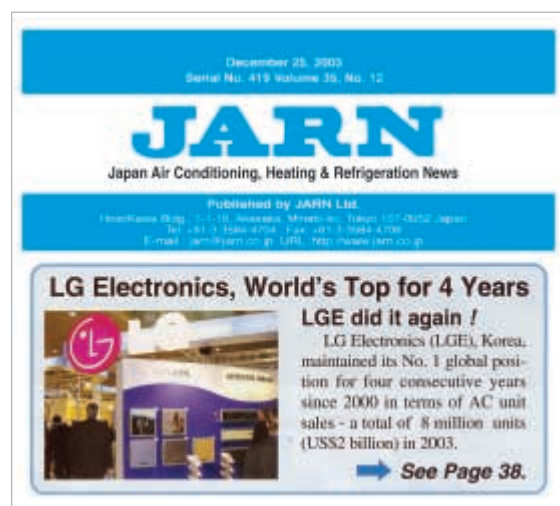 December 25, 2003
Serial No. 419 Volume 35, No. 12
JARN
Japan Air Conditioning, Heating & Refrigeration News
Published by JARN Ltd.
Tokyo Japan
Tel Fax
E-mail : jarn@jarn.co.jp URL http://www.jarn.co.jp
LG Electronics, World's Top for 4 Years
LG
LGE did it again !
LG Electronics (LGE), Korea,
maintained its No. 1 global posi-
tion for four consecutive years
since 2000 in terms of AC unit
sales - a total of 8 million units
(US$2 billion) in 2003.
See Page 38.